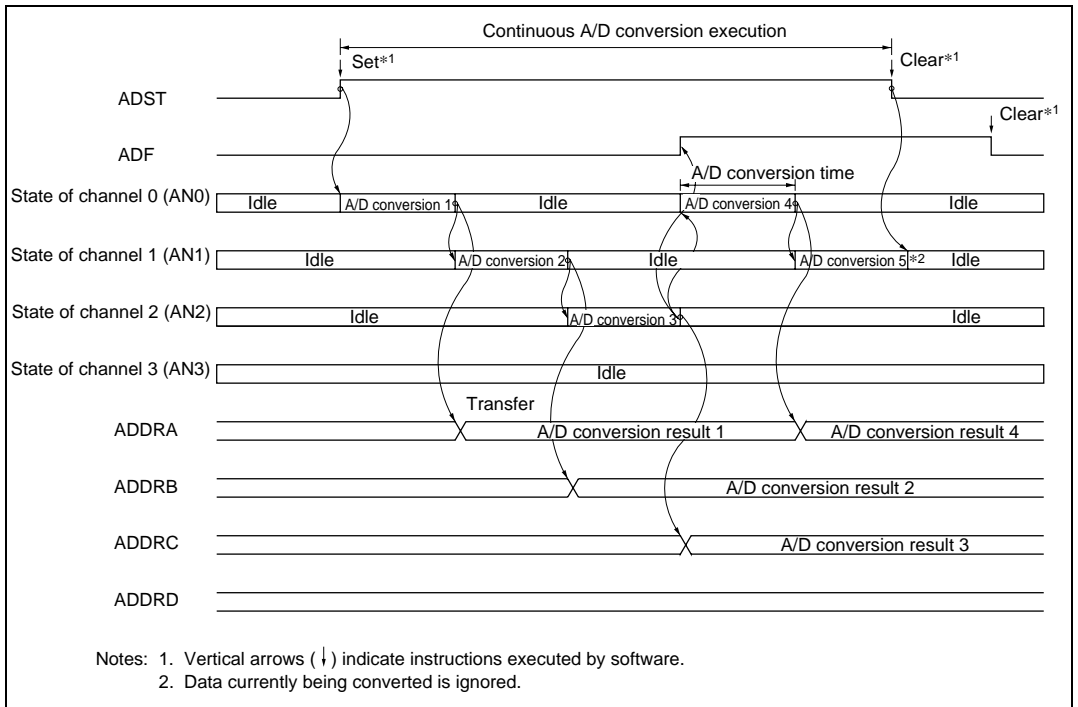 Continuous A/D conversion execution
Set*1
Clear*1
ADST
Clear*1
ADF
A/D conversion time
State of channel 0 (AN0)
Idle
A/D conversion 1
Idle
A/D conversion 4
Idle
State of channel 1 (AN1)
Idle
A/D conversion 2
Idle
A/D conversion 5
*2
Idle
State of channel 2 (AN2)
Idle
A/D conversion 3
Idle
State of channel 3 (AN3)
Idle
Transfer
ADDRA
A/D conversion result 1
A/D conversion result 4
ADDRB
A/D conversion result 2
ADDRC
A/D conversion result 3
ADDRD
Notes: 1. Vertical arrows (↓) indicate instructions executed by software.
2. Data currently being converted is ignored.